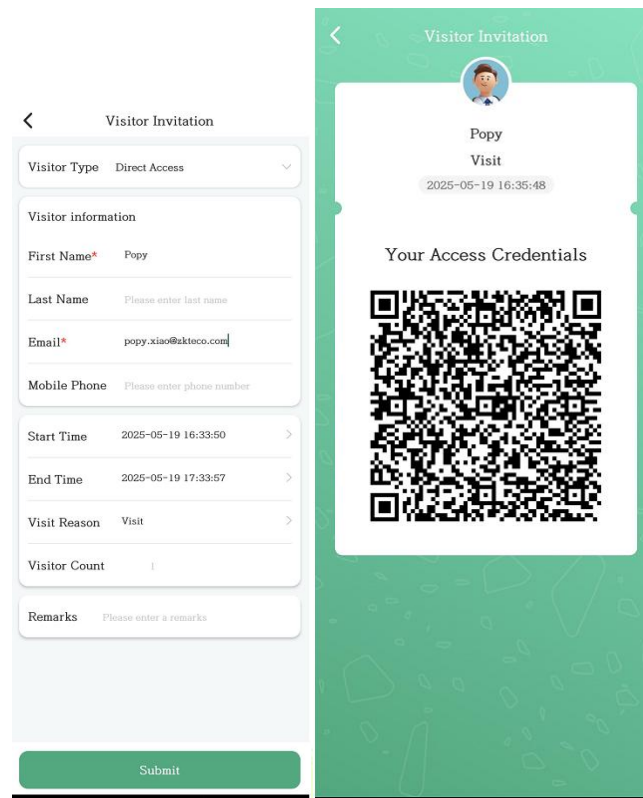 Visitor Invitation
Visitor Type Direct Access
Visitor information
First Name* Popy
Last Name Please enter last name
Email* popy.xiao@zkteco.com
Mobile Phone Please enter phone number
Start Time 2025-05-19 16:33:50
End Time 2025-05-19 17:33:57
Visit Reason Visit
Visitor Count
Remarks Please enter a remarks
Submit
Visitor Invitation
Popy
Visit
2025-05-19 16:35:48
Your Access Credentials